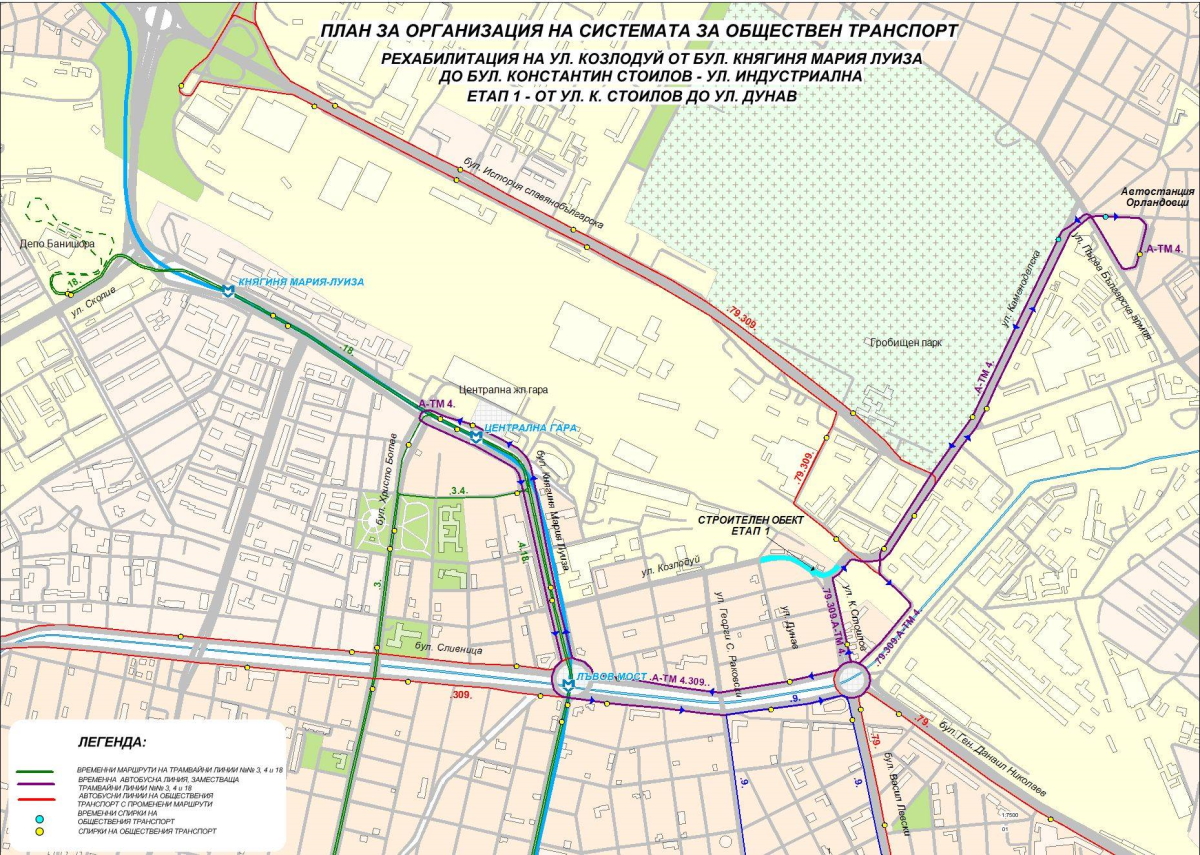 ПЛАН ЗА ОРГАНИЗАЦИЯ НА СИСТЕМАТА ЗА ОБЩЕСТВЕН ТРАНСПОРТ
РЕХАБИЛИТАЦИЯ НА УЛ. КОЗЛОДУЙ ОТ БУЛ. КНЯГИНЯ МАРИЯ ЛУИЗА
ДО БУЛ. КОНСТАНТИН СТОИЛОВ - УЛ. ИНДУСТРИАЛНА
ЕТАП 1 - ОТ УЛ. К. СТОИЛОВ ДО УЛ. ДУНАВ
бул. История славянобългарска
Автостанция
Орландовци
А-ТМ 4.
ул. Първа Българска армия
ул. Каменоделска
Депо Банишора
.18.
ул. Скопие
КНЯГИНЯ МАРИЯ-ЛУИЗА
.79.309.
Гробищен парк
.18.
А-ТМ 4.
Централна жп гара
А-ТМ 4.
ЦЕНТРАЛНА ГАРА
бул. Христо Ботев
бул. Княгиня Мария Луиза
.79.309.
.3.4.
СТРОИТЕЛЕН ОБЕКТ
ЕТАП 1
.4.18.
ул. Козлодуй
.3.
ул. Георги С. Раковски
ул. Дунав
.79.309.А-ТМ 4.
ул. К. Стоилов
.79.309.А-ТМ 4.
бул. Сливница
ЛЪВОВ МОСТ
.А-ТМ 4.309..
.309.
.9.
.79.
бул. Ген. Данаил Николаев
.79.
бул. Васил Левски
.9.
.9.
ЛЕГЕНДА:
ВРЕМЕННИ МАРШРУТИ НА ТРАМВАЙНИ ЛИНИИ №№ 3, 4 и 18
ВРЕМЕННА АВТОБУСНА ЛИНИЯ, ЗАМЕСТВАЩА
ТРАМВАЙНИ ЛИНИИ №№ 3, 4 и 18
АВТОБУСНИ ЛИНИИ НА ОБЩЕСТВЕНИЯ
ТРАНСПОРТ С ПРОМЕНЕНИ МАРШРУТИ
ВРЕМЕННИ СПИРКИ НА
ОБЩЕСТВЕНИЯ ТРАНСПОРТ
СПИРКИ НА ОБЩЕСТВЕНИЯ ТРАНСПОРТ
1:7500
01